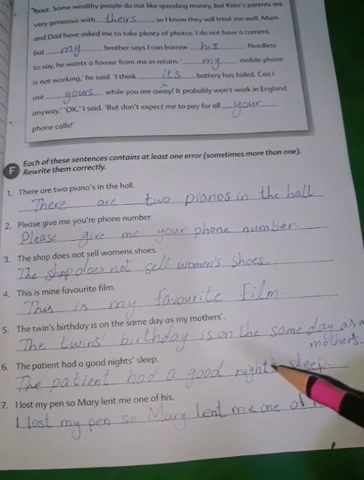 boat. Some wealthy people do not like spending money, but Kate's parents are
very generous with theirs so I know they will treat me well. Mum
and Dad have asked me to take plenty of photos. I do not have a camera,
but my brother says I can borrow his Needless
to say, he wants a favour from me in return. ' my mobile phone
is not working,' he said. 'I think its battery has failed. Can I
use yours while you are away? It probably won't work in England
anyway.' 'OK,' I said. 'But don't expect me to pay for all your
phone calls!'
F Each of these sentences contains at least one error (sometimes more than one).
Rewrite them correctly.
1. There are two piano's in the hall.
There are two pianos in the hall
2. Please give me you're phone number.
Please give me your phone number.
3. The shop does not sell womens shoes.
The shop does not sell women's shoes.
4. This is mine favourite film.
This is my favourite film.
5. The twin's birthday is on the same day as my mothers'.
The twins' birthday is on the same day as
mother's.
6. The patient had a good nights' sleep.
The patient had a good night's sleep.
7. I lost my pen so Mary lent me one of his.
I lost my pen so Mary lent me one of